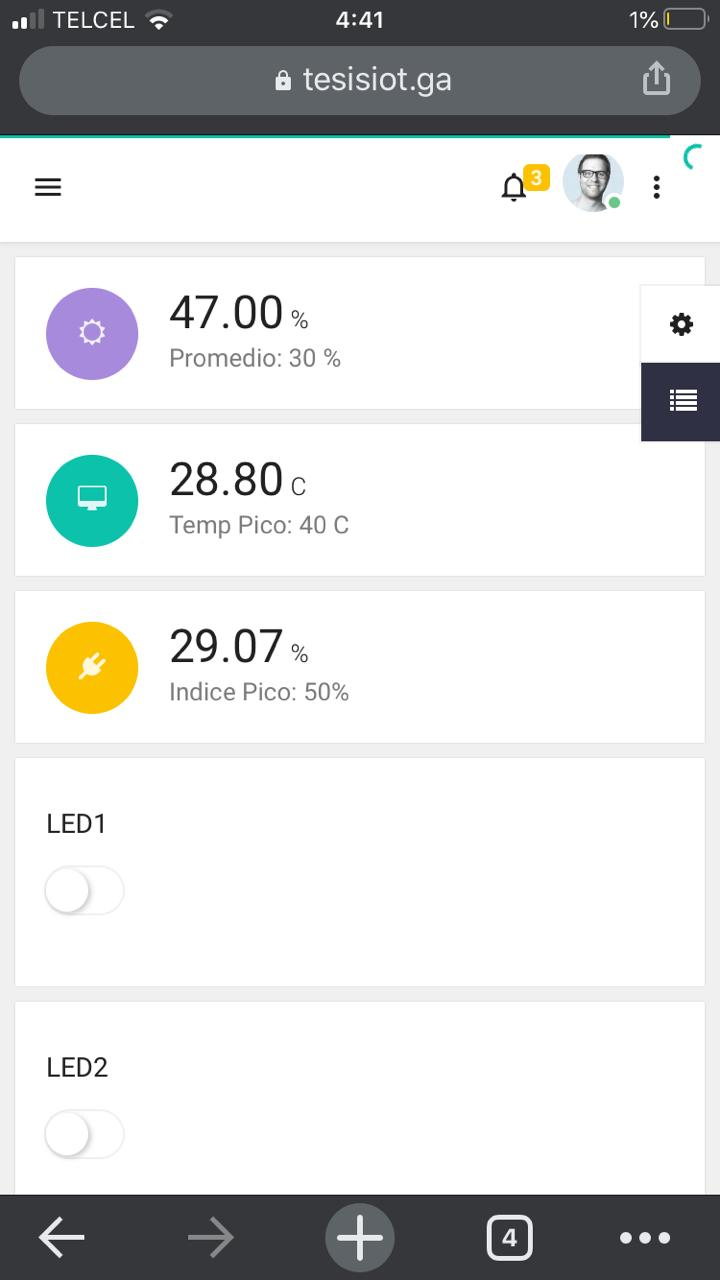 TELCEL 4:41 1%
tesisiot.ga
3
47.00 %
Promedio: 30 %
28.80 C
Temp Pico: 40 C
29.07 %
Indice Pico: 50%
LED1
LED2
4